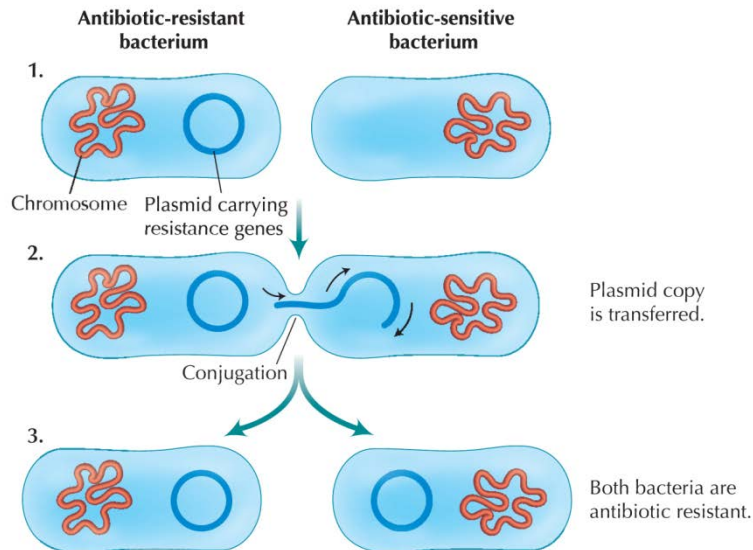 Antibiotic-resistant
bacterium
Antibiotic-sensitive
bacterium
1.
Chromosome
Plasmid carrying
resistance genes
2.
Plasmid copy
is transferred.
Conjugation
3.
Both bacteria are
antibiotic resistant.